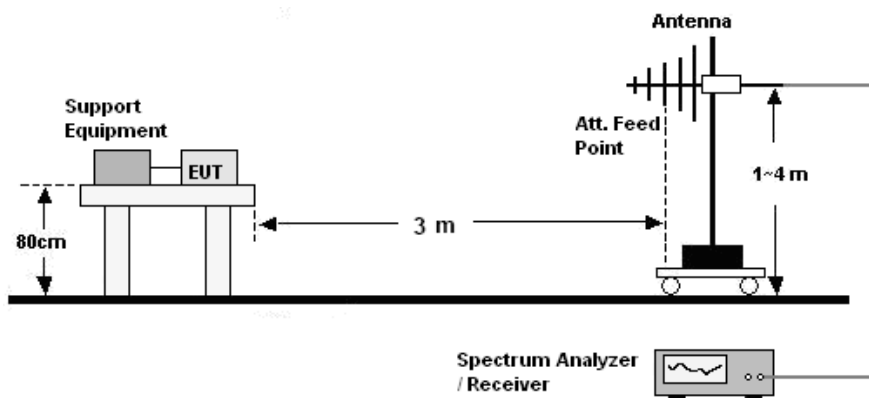 Antenna
Support
Equipment
Att. Feed
Point
EUT
1~4 m
3 m
80cm
Spectrum Analyzer
/ Receiver